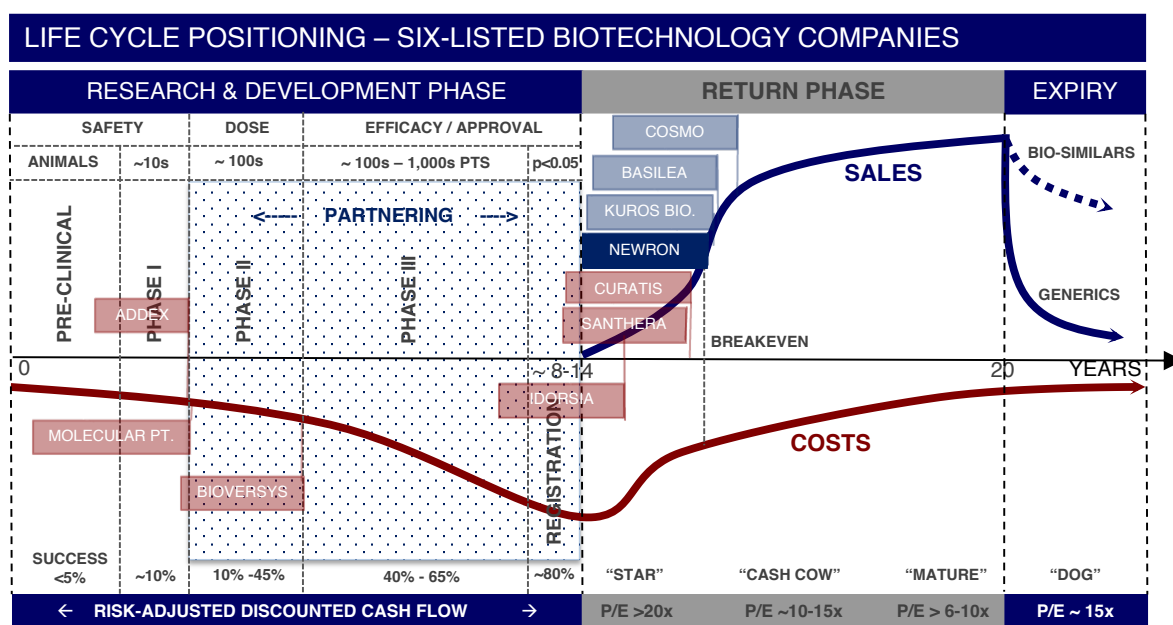 LIFE CYCLE POSITIONING – SIX-LISTED BIOTECHNOLOGY COMPANIES
RESEARCH & DEVELOPMENT PHASE
RETURN PHASE
EXPIRY
SAFETY
DOSE
EFFICACY / APPROVAL
ANIMALS
~10s
~ 100s
~ 100s – 1,000s PTS
p<0.05
COSMO
BASILEA
KUROS BIO.
NEWRON
CURATIS
SANTHERA
IDORSIA
ADDEX
MOLECULAR PT.
BIOVERSYS
<----- PARTNERING ---->
PRE-CLINICAL
PHASE I
PHASE II
PHASE III
REGISTRATION
SALES
BIO-SIMILARS
GENERICS
BREAKEVEN
0
~ 8-14
20
YEARS
COSTS
SUCCESS
<5%
~10%
10% -45%
40% - 65%
~80%
“STAR”
“CASH COW”
“MATURE”
“DOG”
← RISK-ADJUSTED DISCOUNTED CASH FLOW →
P/E >20x
P/E ~10-15x
P/E > 6-10x
P/E ~ 15x